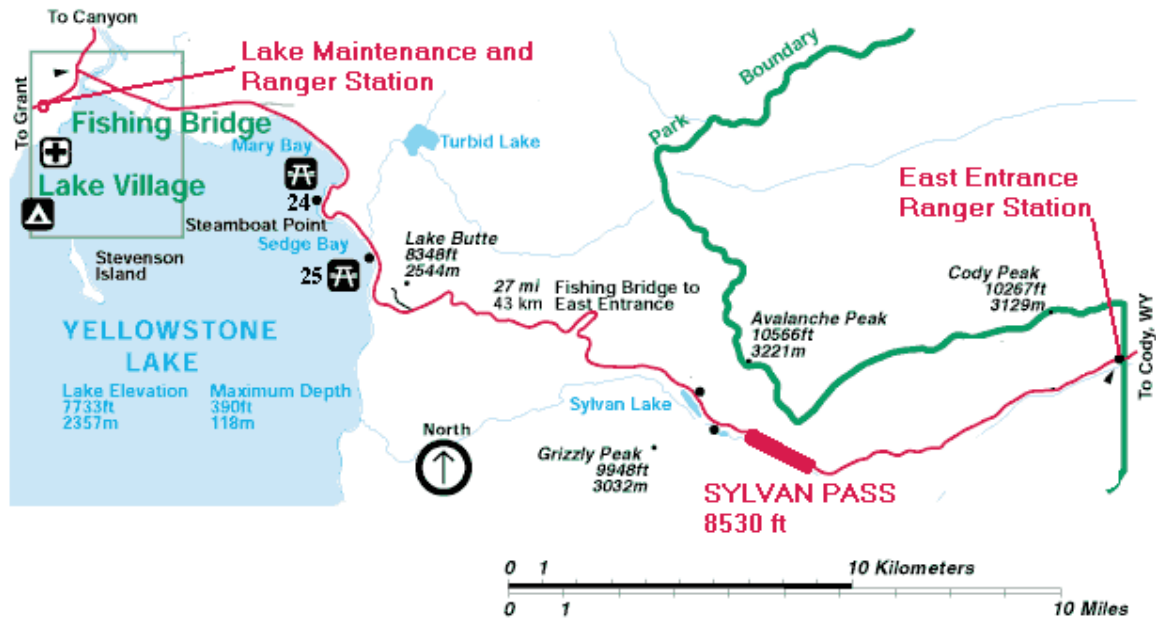 To Canyon
Lake Maintenance and
Ranger Station
To Grant
Fishing Bridge
Mary Bay
Lake Village
24
Steamboat Point
Sedge Bay
25
Stevenson
Island
Turbid Lake
Lake Butte
8348ft
2544m
27 mi Fishing Bridge to
43 km East Entrance
Park Boundary
East Entrance
Ranger Station
Cody Peak
10267ft
3129m
Avalanche Peak
10566ft
3221m
To Cody, WY
YELLOWSTONE
LAKE
Lake Elevation
7733ft
2357m
Maximum Depth
390ft
118m
Sylvan Lake
North
Grizzly Peak
9948ft
3032m
SYLVAN PASS
8530 ft
0 1 10 Kilometers
0 1 10 Miles